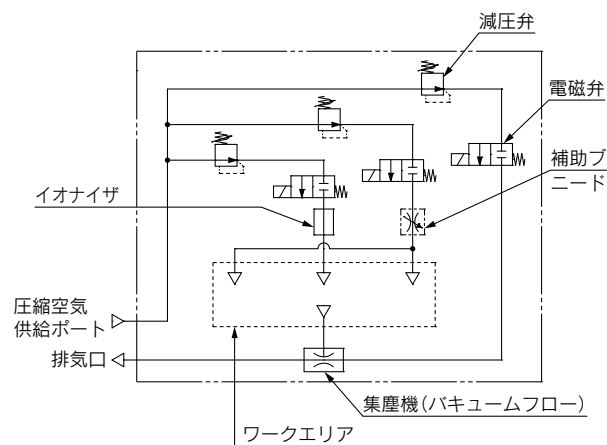 減圧弁
電磁弁
補助ブ
ニード
イオナイザ
圧縮空気
供給ポート
排気口
集塵機(バキュームフロー)
ワークエリア